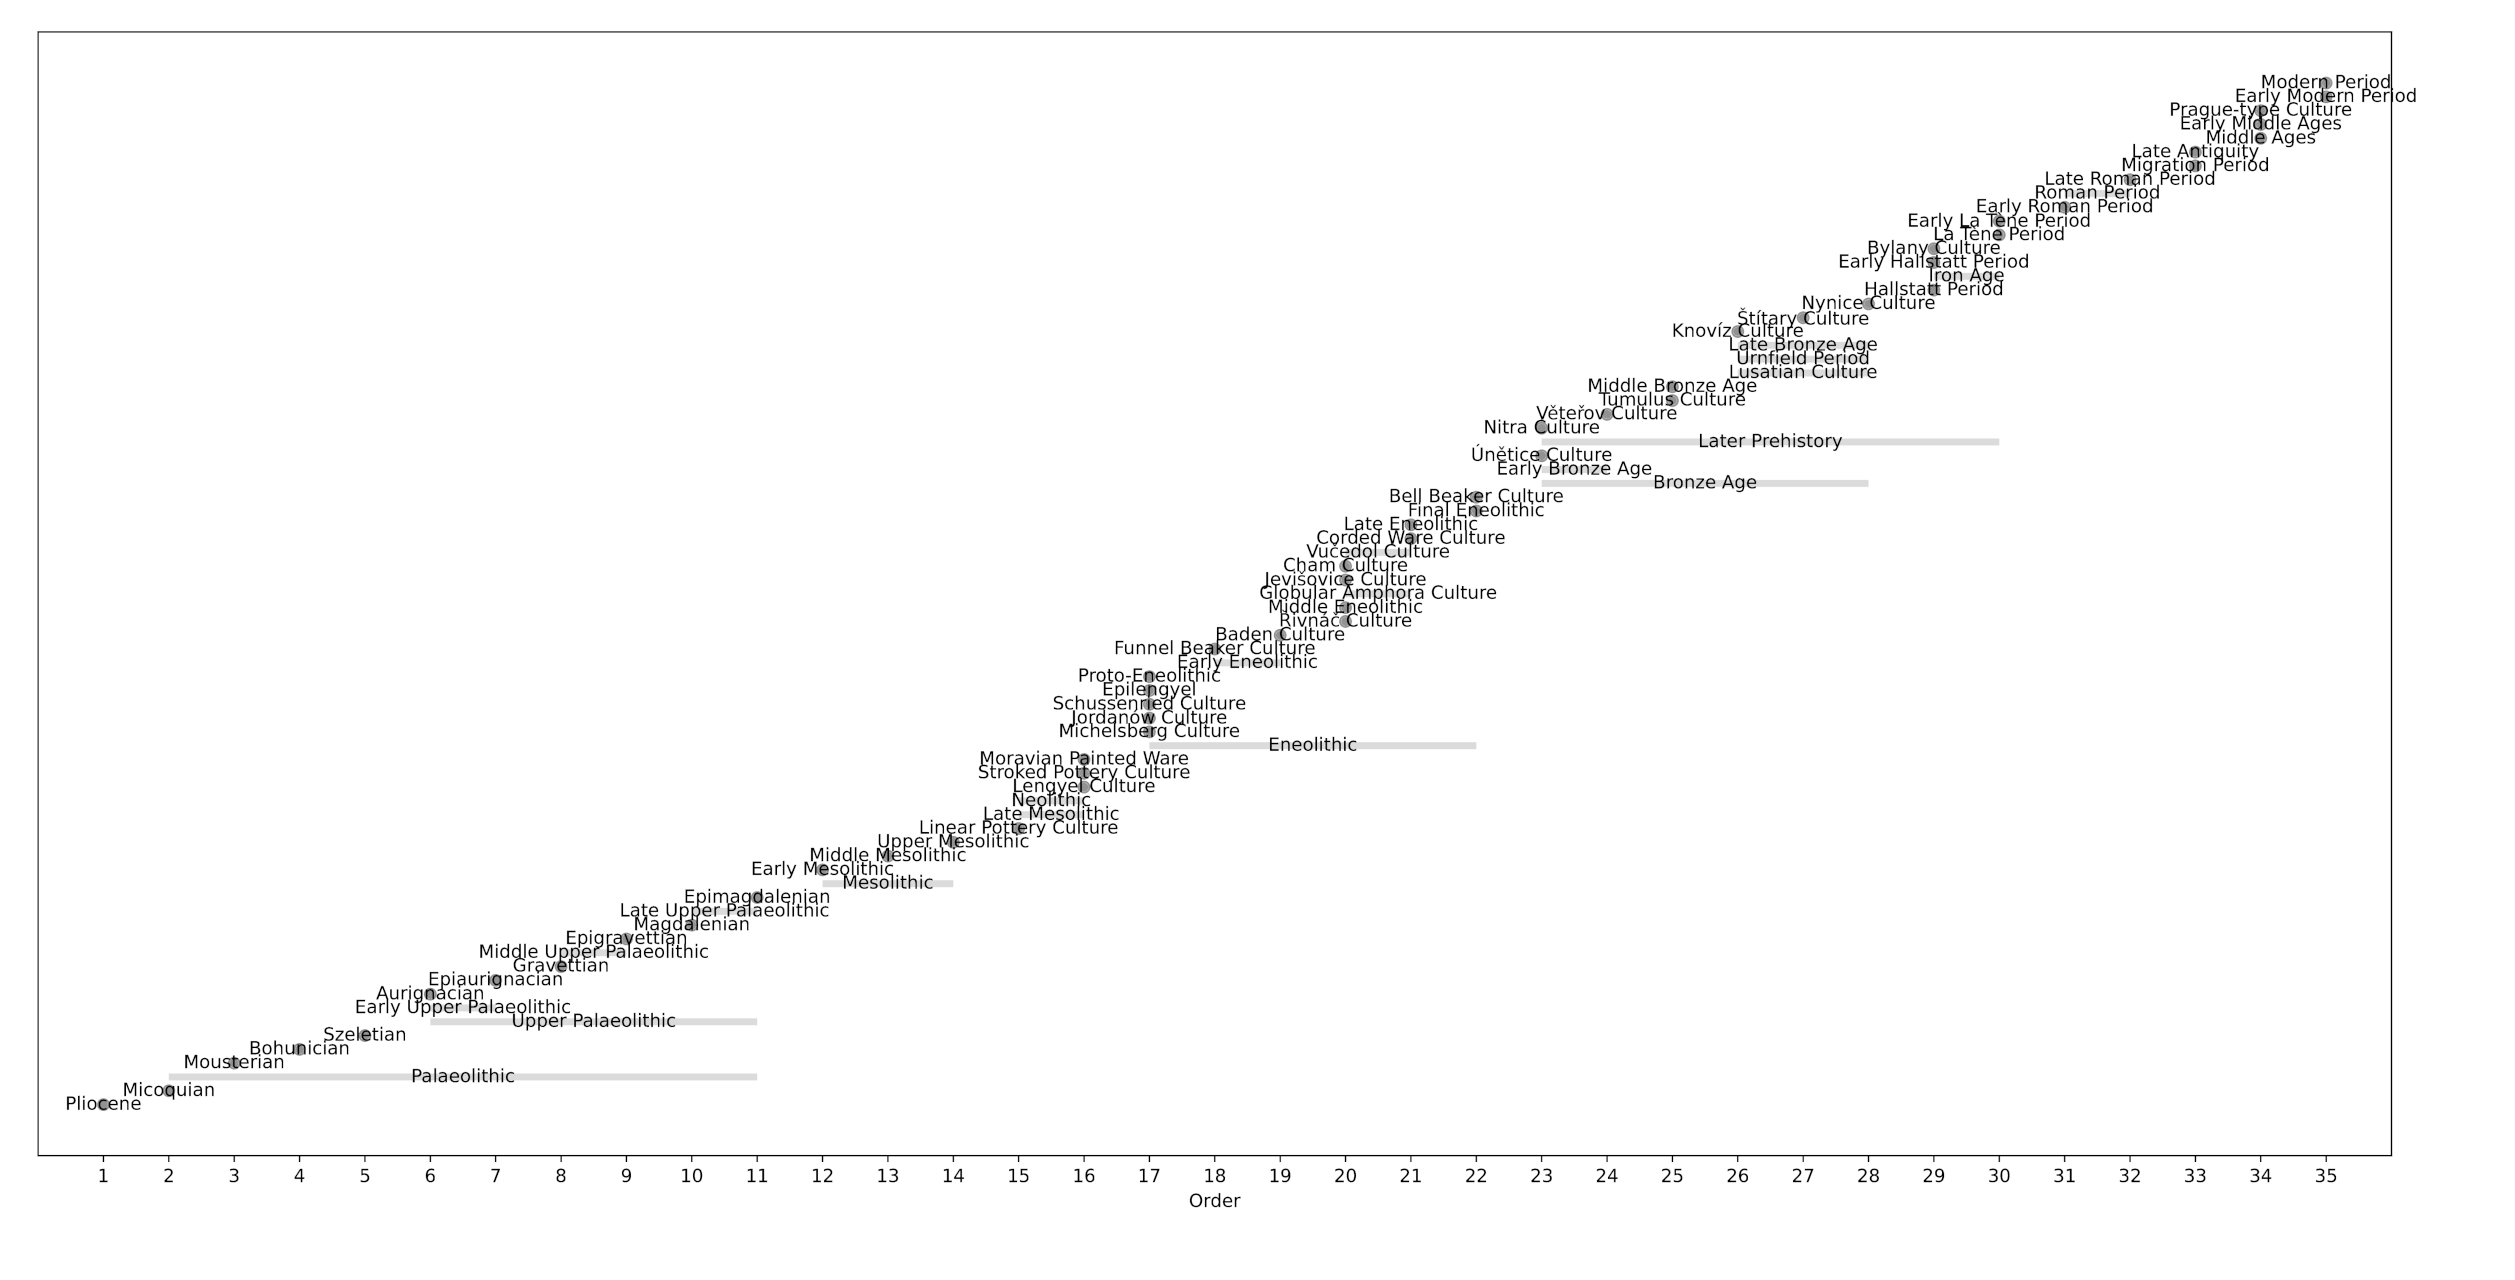 Modern Period
Early Modern Period
Prague-type Culture
Early Middle Ages
Middle Ages
Late Antiquity
Migration Period
Late Roman Period
Roman Period
Early Roman Period
Early La Tène Period
La Tène Period
Bylany Culture
Early Hallstatt Period
Iron Age
Hallstatt Period
Nynice Culture
Štítary Culture
Knovíz Culture
Late Bronze Age
Urnfield Period
Lusatian Culture
Middle Bronze Age
Tumulus Culture
Věteřov Culture
Nitra Culture
Later Prehistory
Únětice Culture
Early Bronze Age
Bronze Age
Bell Beaker Culture
Final Eneolithic
Late Eneolithic
Corded Ware Culture
Vučedol Culture
Cham Culture
Jevišovice Culture
Globular Amphora Culture
Middle Eneolithic
Řivnáč Culture
Baden Culture
Funnel Beaker Culture
Early Eneolithic
Proto-Eneolithic
Epilengyel
Schussenried Culture
Jordanów Culture
Michelsberg Culture
Eneolithic
Moravian Painted Ware
Stroked Pottery Culture
Lengyel Culture
Neolithic
Late Mesolithic
Linear Pottery Culture
Upper Mesolithic
Middle Mesolithic
Early Mesolithic
Mesolithic
Epimagdalenian
Late Upper Palaeolithic
Magdalenian
Epigravettian
Middle Upper Palaeolithic
Gravettian
Epiaurignacian
Aurignacian
Early Upper Palaeolithic
Upper Palaeolithic
Szeletian
Bohunician
Mousterian
Palaeolithic
Micoquian
Pliocene
1 2 3 4 5 6 7 8 9 10 11 12 13 14 15 16 17 18 19 20 21 22 23 24 25 26 27 28 29 30 31 32 33 34 35
Order